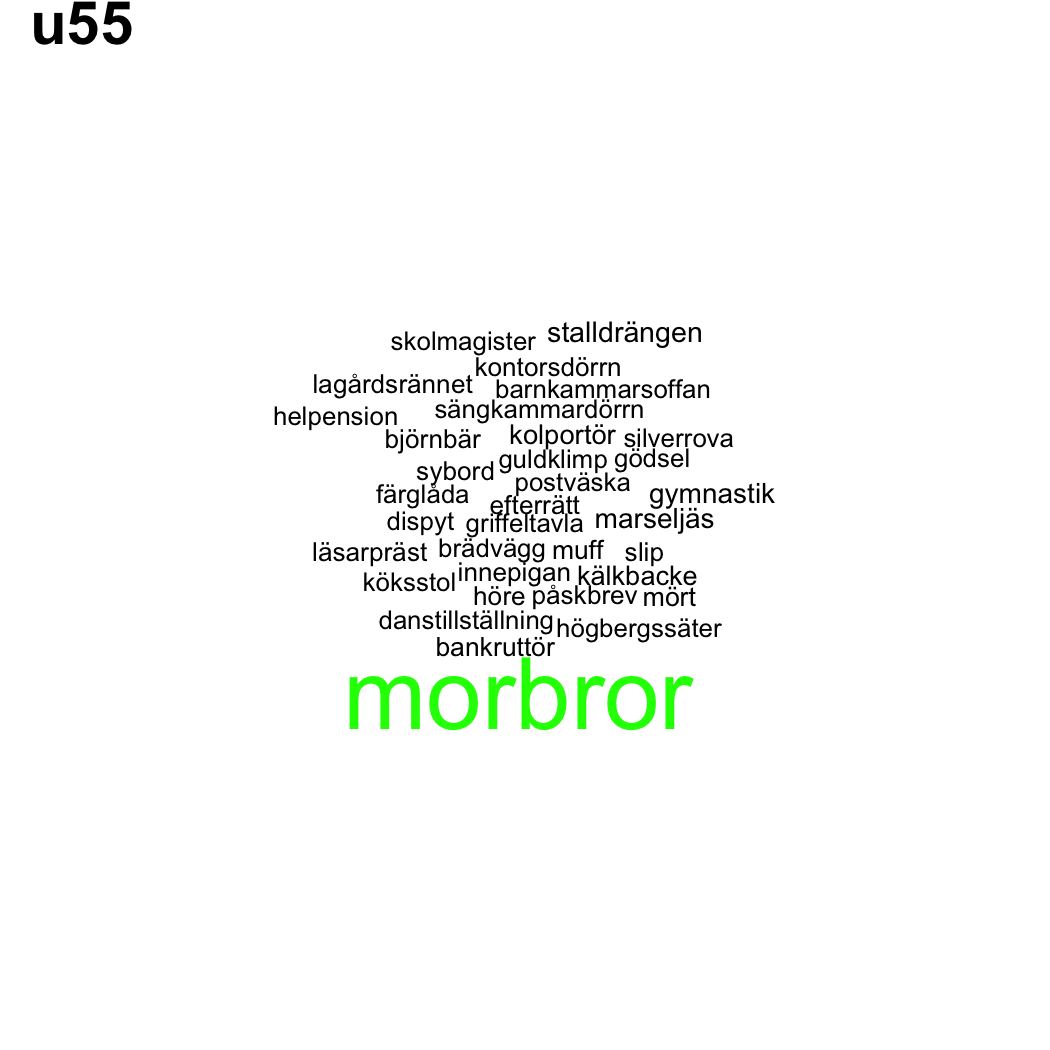 u55
skolmagister stalldrängen
kontorsdörrn
lagårdsrännet barnkammarsoffan
helpension sängkammardörrn
björnbär kolportör silverrova
guldklimp gödsel
sybord postväska
färglåda gymnastik
efterrätt
dispyt griffeltavla marseljäs
läsarpräst brädvägg muff slip
köksstol innepigan kälkbacke
höre påskbrev mört
danstillställning högbergssäter
bankruttör
morbror